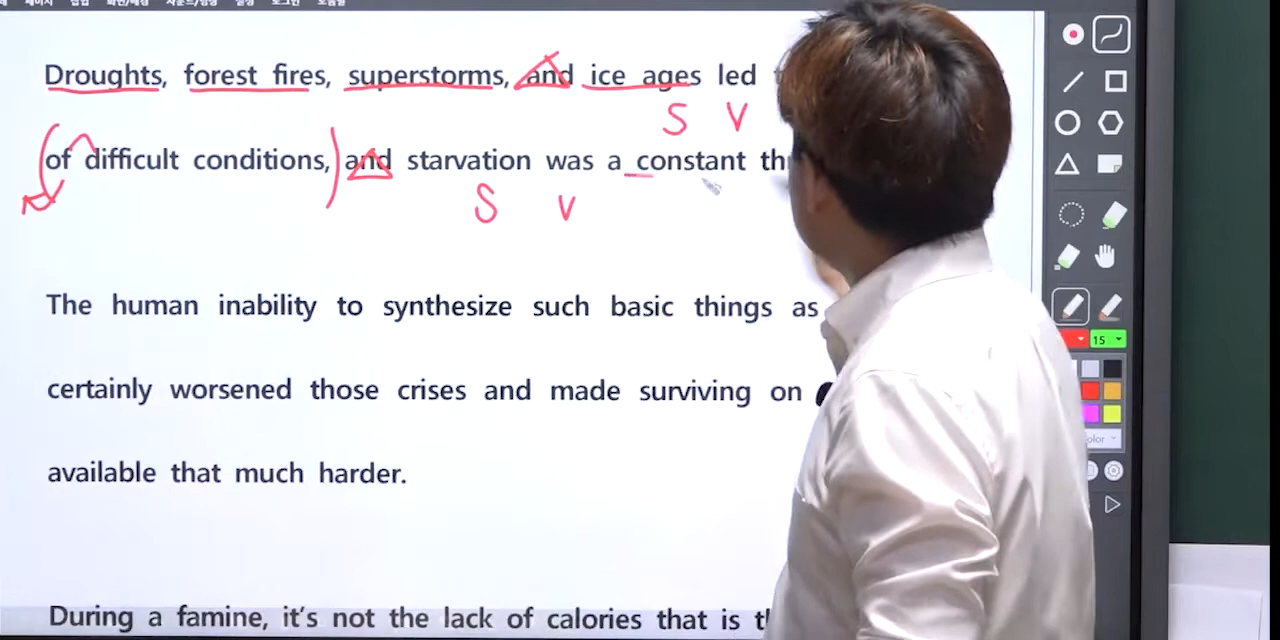 Droughts, forest fires, superstorms, and ice ages led
S V
of difficult conditions, and starvation was a constant
S V
The human inability to synthesize such basic things as
certainly worsened those crises and made surviving on
available that much harder.
During a famine, it's not the lack of calories that is
15